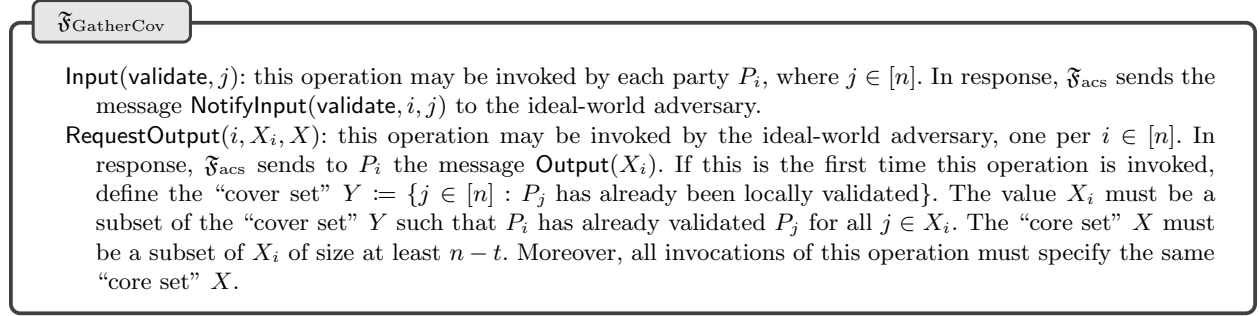 𝔉GatherCov
Input(validate, j): this operation may be invoked by each party Pᵢ, where j ∈ [n]. In response, 𝔉acs sends the
message NotifyInput(validate, i, j) to the ideal-world adversary.
RequestOutput(i, Xᵢ, X): this operation may be invoked by the ideal-world adversary, one per i ∈ [n]. In
response, 𝔉acs sends to Pᵢ the message Output(Xᵢ). If this is the first time this operation is invoked,
define the “cover set” Y := {j ∈ [n] : Pⱼ has already been locally validated}. The value Xᵢ must be a
subset of the “cover set” Y such that Pᵢ has already validated Pⱼ for all j ∈ Xᵢ. The “core set” X must
be a subset of Xᵢ of size at least n − t. Moreover, all invocations of this operation must specify the same
“core set” X.